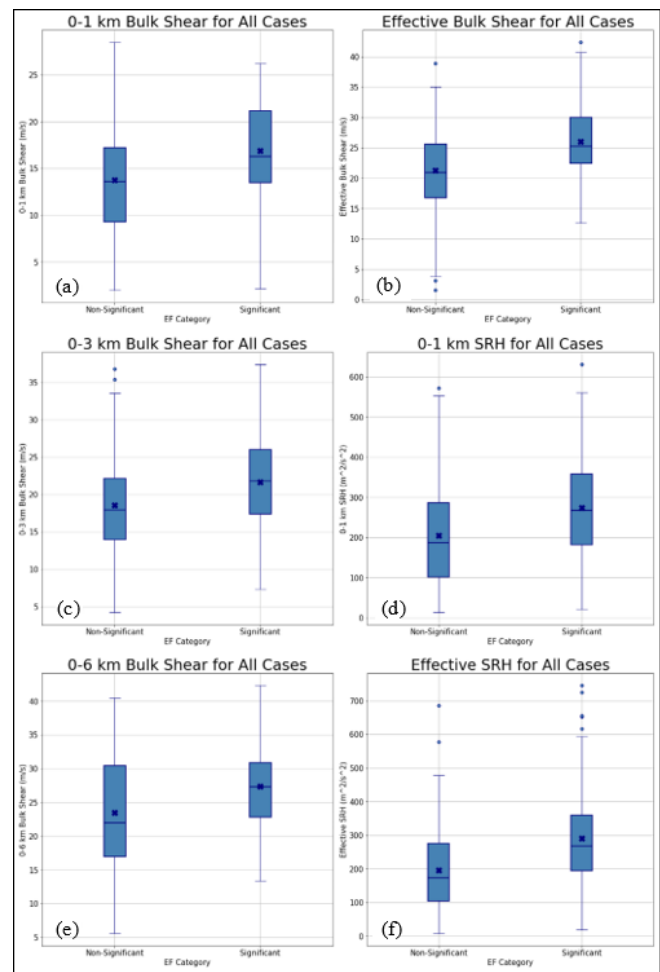 0-1 km Bulk Shear for All Cases
0-1 km Bulk Shear (m/s)
25
20
15
10
5
(a)
Non-Significant
Significant
EF Category
Effective Bulk Shear for All Cases
Effective Bulk Shear (m/s)
40
35
30
25
20
15
10
5
0
(b)
Non-Significant
Significant
EF Category
0-3 km Bulk Shear for All Cases
0-3 km Bulk Shear (m/s)
35
30
25
20
15
10
5
(c)
Non-Significant
Significant
EF Category
0-1 km SRH for All Cases
0-1 km SRH (m^2/s^2)
600
500
400
300
200
100
0
(d)
Non-Significant
Significant
EF Category
0-6 km Bulk Shear for All Cases
0-6 km Bulk Shear (m/s)
40
35
30
25
20
15
10
5
(e)
Non-Significant
Significant
EF Category
Effective SRH for All Cases
Effective SRH (m^2/s^2)
700
600
500
400
300
200
100
0
(f)
Non-Significant
Significant
EF Category